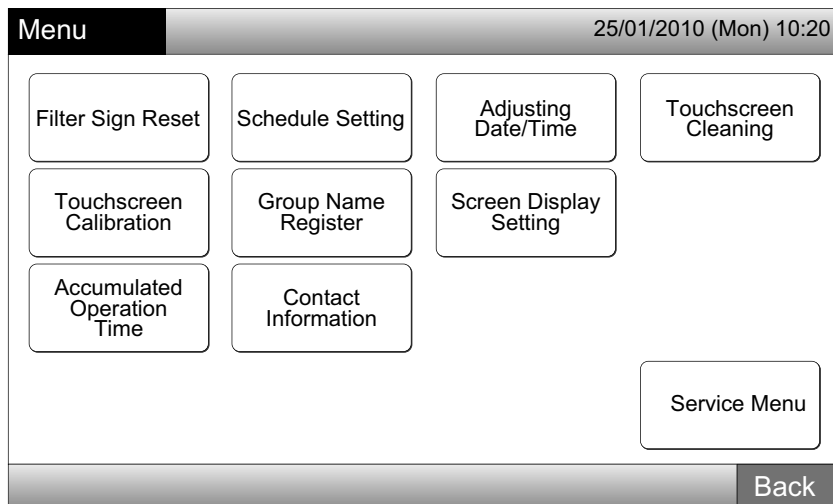 Menu
25/01/2010 (Mon) 10:20
Filter Sign Reset
Schedule Setting
Adjusting
Date/Time
Touchscreen
Cleaning
Touchscreen
Calibration
Group Name
Register
Screen Display
Setting
Accumulated
Operation
Time
Contact
Information
Service Menu
Back